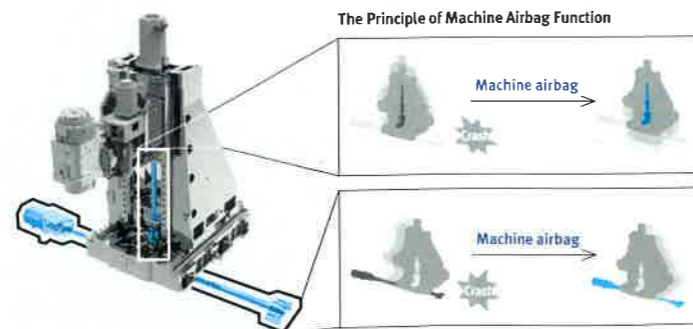 The Principle of Machine Airbag Function
Machine airbag
Crash
Machine airbag
Crash